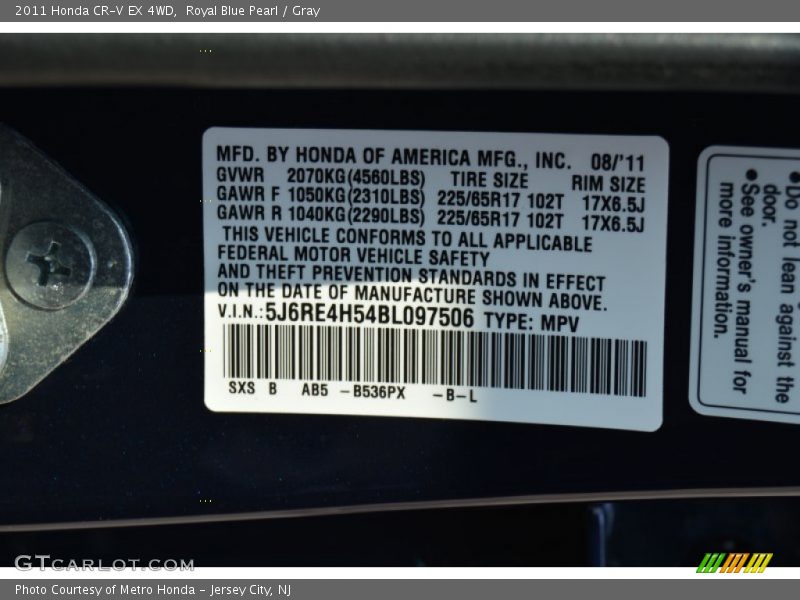 2011 Honda CR-V EX 4WD, Royal Blue Pearl / Gray
MFD. BY HONDA OF AMERICA MFG., INC. 08/'11
GVWR 2070KG(4560LBS) TIRE SIZE RIM SIZE
GAWR F 1050KG(2310LBS) 225/65R17 102T 17X6.5J
GAWR R 1040KG(2290LBS) 225/65R17 102T 17X6.5J
THIS VEHICLE CONFORMS TO ALL APPLICABLE
FEDERAL MOTOR VEHICLE SAFETY
AND THEFT PREVENTION STANDARDS IN EFFECT
ON THE DATE OF MANUFACTURE SHOWN ABOVE.
V.I.N.:5J6RE4H54BL097506 TYPE: MPV
SXS B AB5 -B536PX -B-L
●Do not lean against the
door.
●See owner's manual for
more information.
GTCARLOT.COM
Photo Courtesy of Metro Honda - Jersey City, NJ